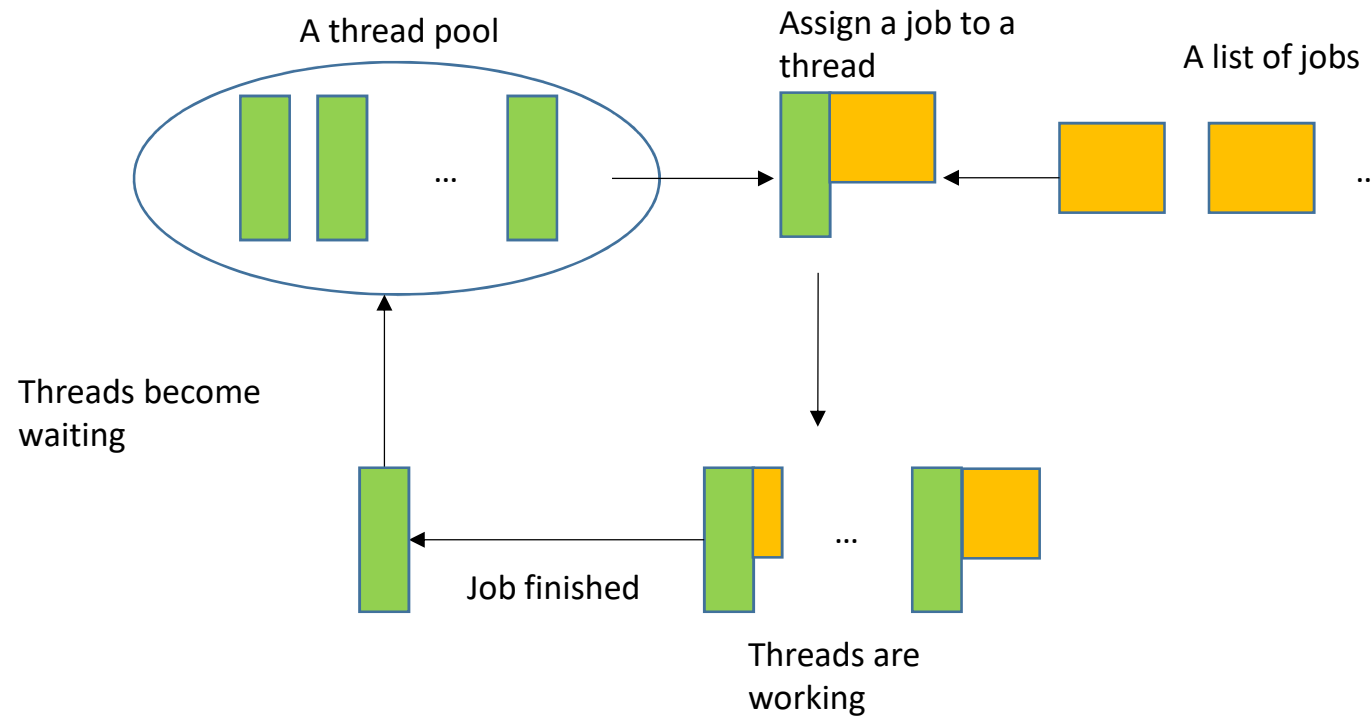 A thread pool
Assign a job to a
thread
A list of jobs
...
..
Threads become
waiting
...
Job finished
Threads are
working